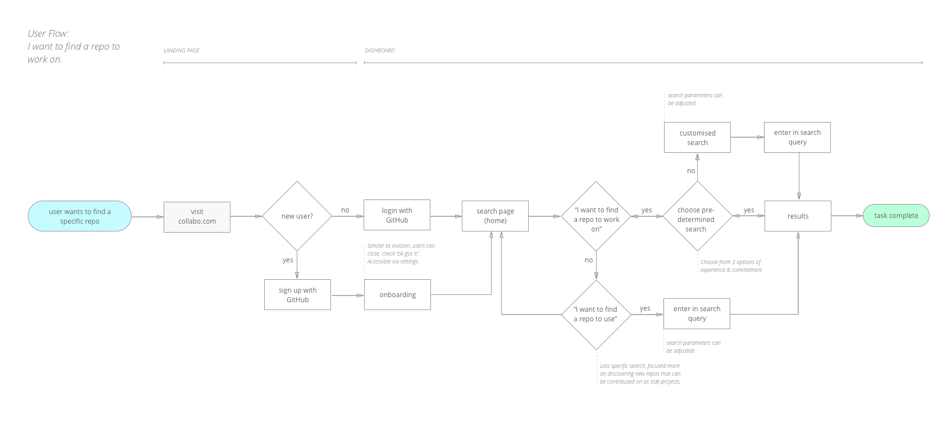 User Flow:
I want to find a repo to
work on.
LANDING PAGE
DASHBOARD
search parameters can
be adjusted
customised
search
enter in search
query
no
user wants to find a
specific repo
visit
collabo.com
new user?
no
login with
GitHub
search page
(home)
"I want to find
a repo to work
on"
yes
choose pre-
determined
search
yes
results
task complete
Similar to invision, users can
close, check "ok got it"
Accessible via settings.
yes
no
Choose from 3 options of
experience & commitment
sign up with
GitHub
onboarding
"I want to find
a repo to use"
yes
enter in search
query
search parameters can
be adjusted
Less specific search, focused more
on discovering new repos that can
be contributed on as side projects.